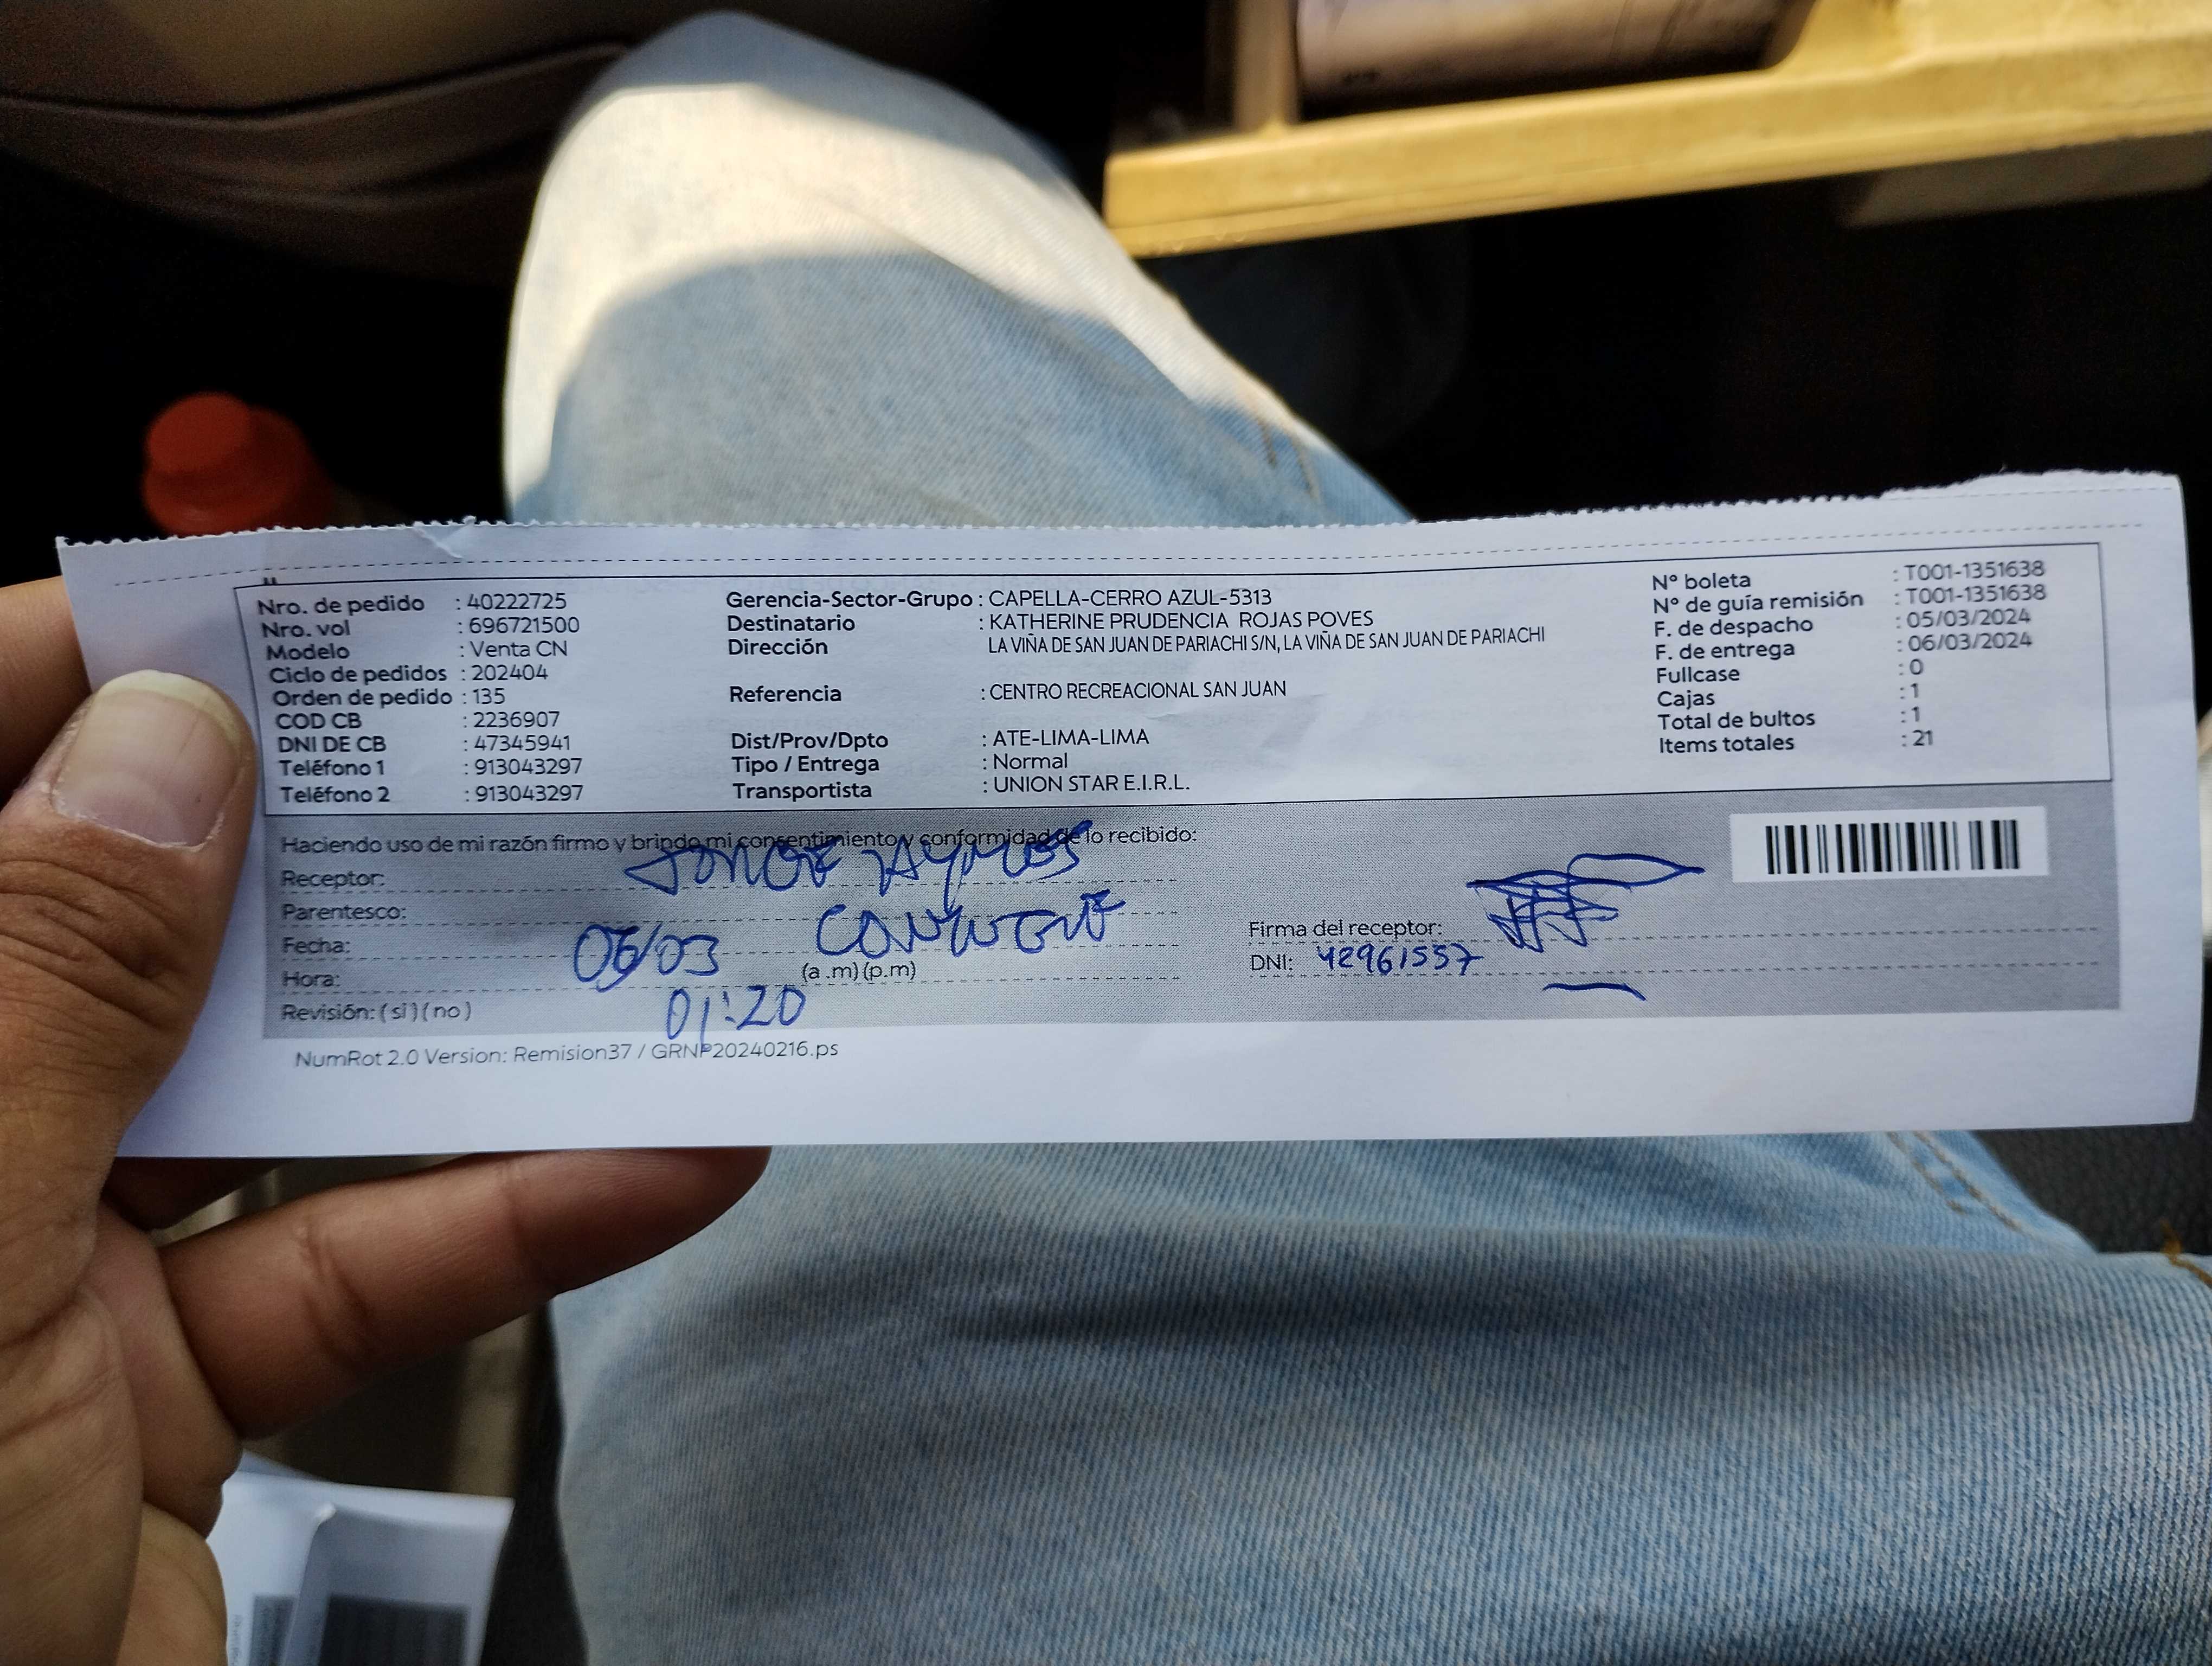 Nro. de pedido : 40222725
Nro. vol : 696721500
Modelo : Venta CN
Ciclo de pedidos : 202404
Orden de pedido : 135
COD CB : 2236907
DNI DE CB : 47345941
Teléfono 1 : 913043297
Teléfono 2 : 913043297
Gerencia-Sector-Grupo : CAPELLA-CERRO AZUL-5313
Destinatario : KATHERINE PRUDENCIA ROJAS POVES
Dirección LA VIÑA DE SAN JUAN DE PARIACHI S/N, LA VIÑA DE SAN JUAN DE PARIACHI
Referencia : CENTRO RECREACIONAL SAN JUAN
Dist/Prov/Dpto : ATE-LIMA-LIMA
Tipo / Entrega : Normal
Transportista : UNION STAR E.I.R.L.
N° boleta : T001-1351638
N° de guía remisión : T001-1351638
F. de despacho : 05/03/2024
F. de entrega : 06/03/2024
Fullcase : 0
Cajas : 1
Total de bultos : 1
Items totales : 21
Haciendo uso de mi razón firmo y brindo mi consentimiento y conformidad de lo recibido:
Receptor: JORGE
Parentesco:
Fecha: 06/03
Hora: 01:20 (a.m)(p.m)
Revisión: (si)(no)
Firma del receptor:
DNI: 42961557
NumRot 2.0 Version: Remision37 / GRNP20240216.ps